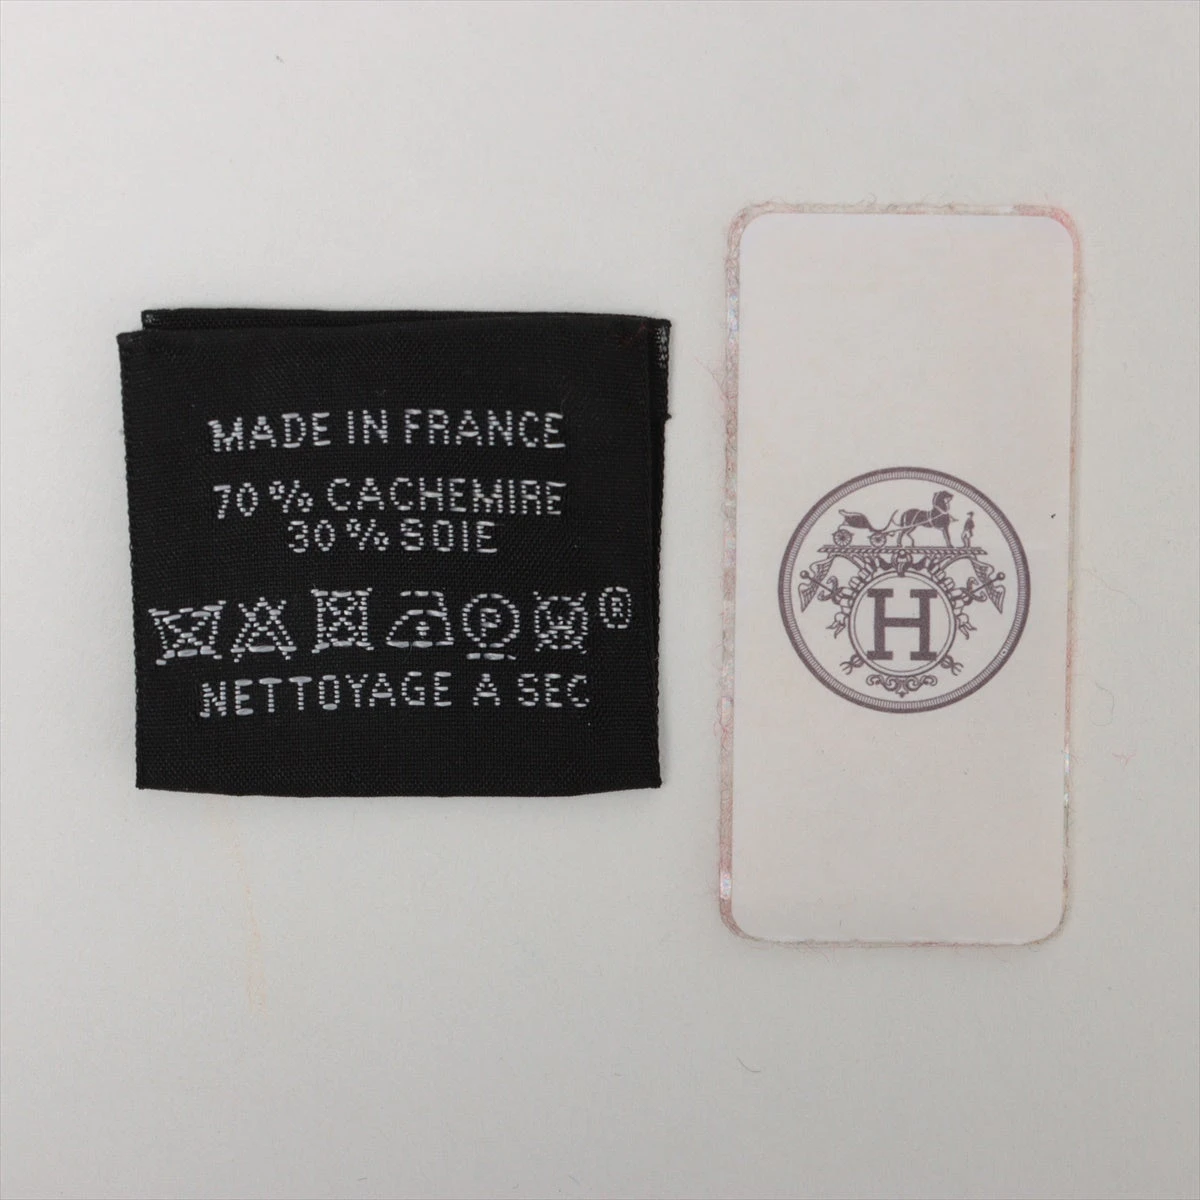 MADE IN FRANCE
70 % CACHEMIRE
30 % SOIE
P ®
NETTOYAGE A SEC
H